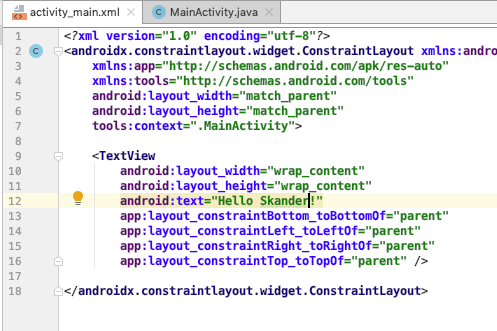 activity_main.xml
MainActivity.java
1 <?xml version="1.0" encoding="utf-8"?>
2 <androidx.constraintlayout.widget.ConstraintLayout
3 xmlns:app="http://schemas.android.com/apk/res-auto"
4 xmlns:tools="http://schemas.android.com/tools"
5 android:layout_width="match_parent"
6 android:layout_height="match_parent"
7 tools:context=".MainActivity">
8
9 <TextView
10 android:layout_width="wrap_content"
11 android:layout_height="wrap_content"
12 android:text="Hello Skander!"
13 app:layout_constraintBottom_toBottomOf="parent"
14 app:layout_constraintLeft_toLeftOf="parent"
15 app:layout_constraintRight_toRightOf="parent"
16 app:layout_constraintTop_toTopOf="parent" />
17
18 </androidx.constraintlayout.widget.ConstraintLayout>